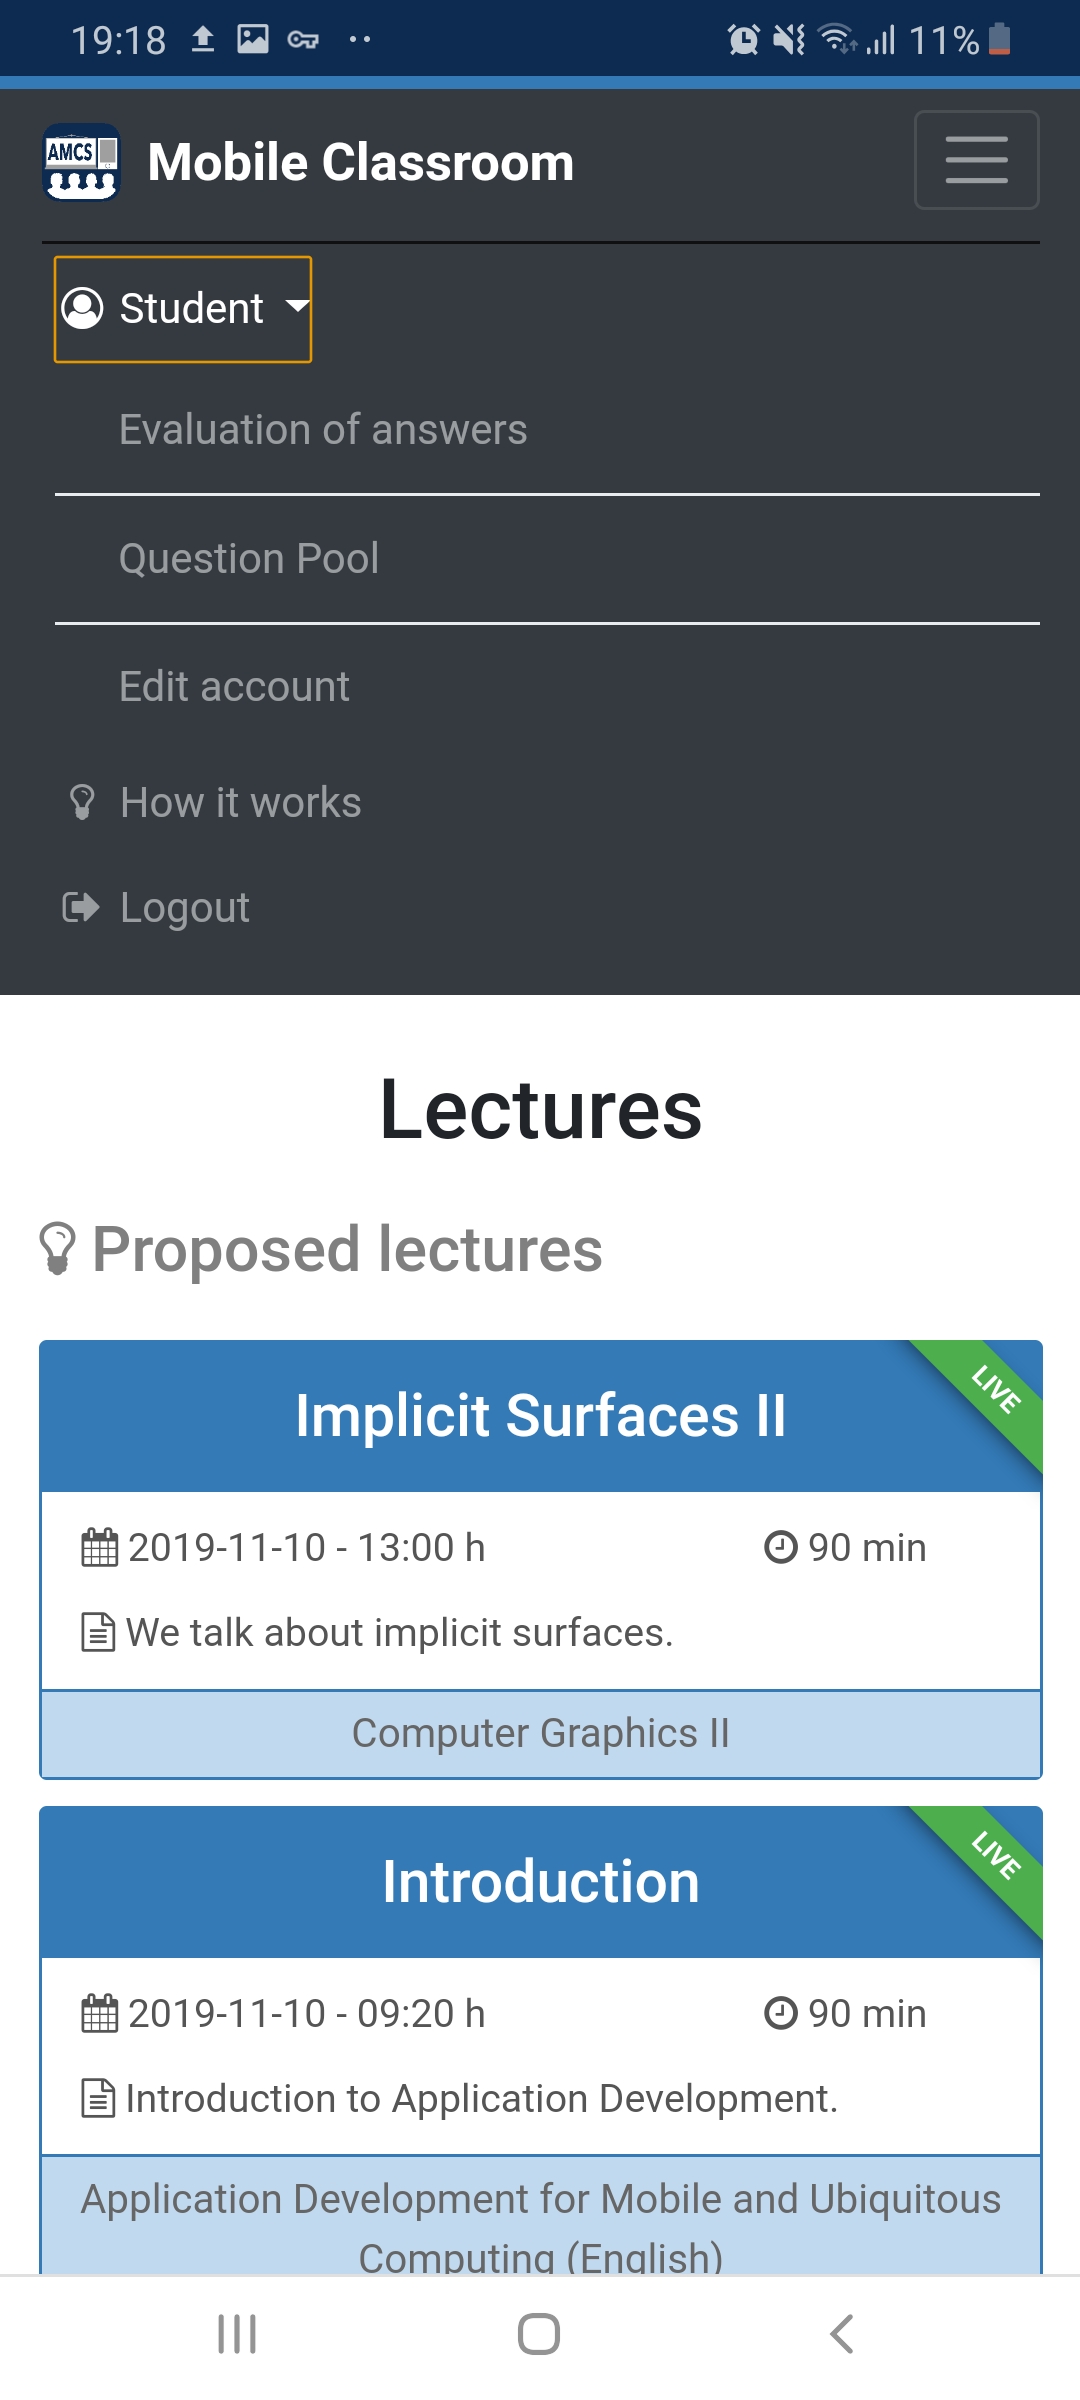 19:18 11%
AMCS Mobile Classroom
Student
Evaluation of answers
Question Pool
Edit account
How it works
Logout
Lectures
Proposed lectures
LIVE
Implicit Surfaces II
2019-11-10 - 13:00 h 90 min
We talk about implicit surfaces.
Computer Graphics II
LIVE
Introduction
2019-11-10 - 09:20 h 90 min
Introduction to Application Development.
Application Development for Mobile and Ubiquitous
Computing (English)